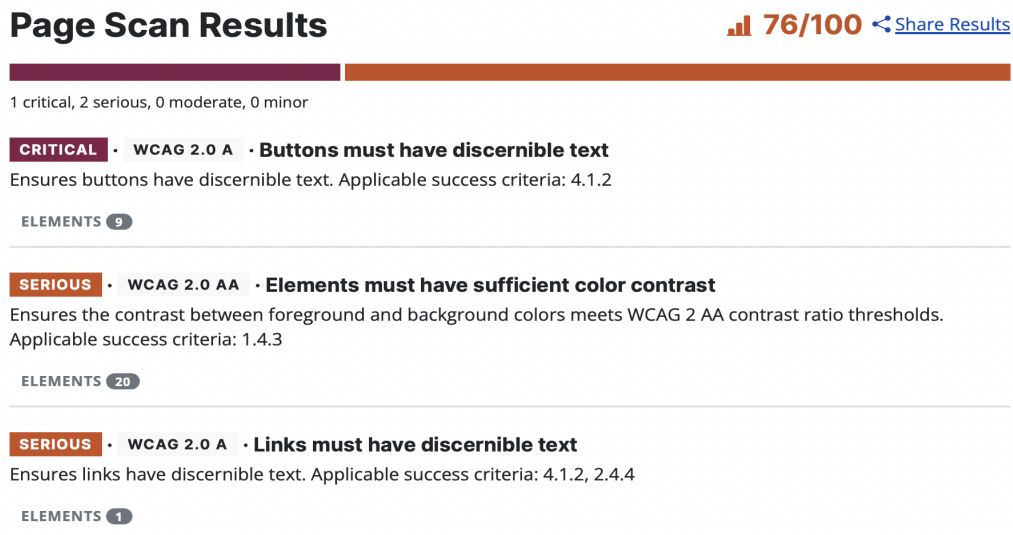 Page Scan Results
76/100 Share Results
1 critical, 2 serious, 0 moderate, 0 minor
CRITICAL · WCAG 2.0 A · Buttons must have discernible text
Ensures buttons have discernible text. Applicable success criteria: 4.1.2
ELEMENTS 9
SERIOUS · WCAG 2.0 AA · Elements must have sufficient color contrast
Ensures the contrast between foreground and background colors meets WCAG 2 AA contrast ratio thresholds.
Applicable success criteria: 1.4.3
ELEMENTS 20
SERIOUS · WCAG 2.0 A · Links must have discernible text
Ensures links have discernible text. Applicable success criteria: 4.1.2, 2.4.4
ELEMENTS 1